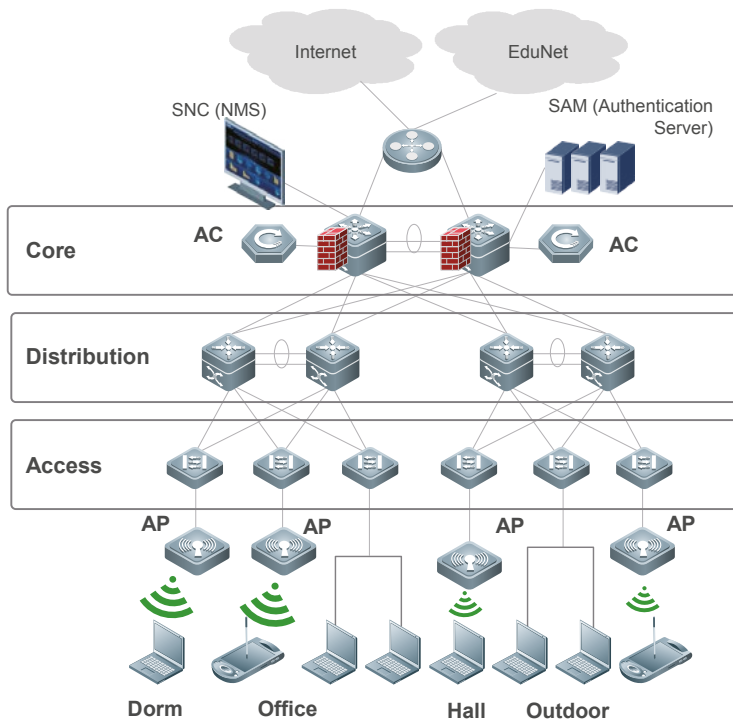 Internet
EduNet
SNC (NMS)
SAM (Authentication
Server)
AC
AC
Core
Distribution
Access
AP
AP
AP
AP
Dorm
Office
Hall
Outdoor